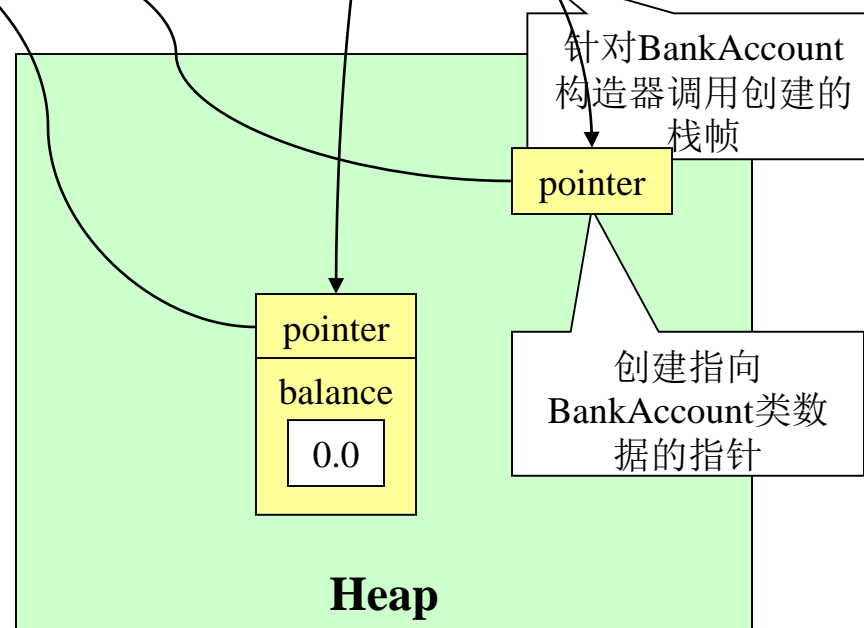 针对BankAccount
构造器调用创建的
栈帧
pointer
pointer
balance
0.0
创建指向
BankAccount类数
据的指针
Heap